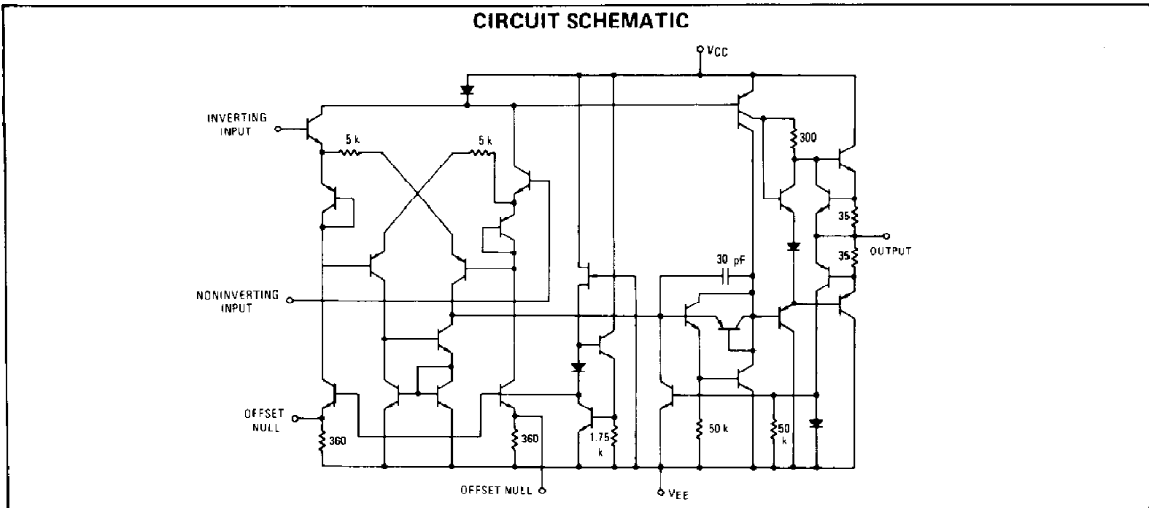 CIRCUIT SCHEMATIC
VCC
INVERTING
INPUT
5 k
5 k
300
35
OUTPUT
35
30 pF
NONINVERTING
INPUT
OFFSET
NULL
360
360
1.75
k
50 k
50
k
OFFSET NULL
VEE